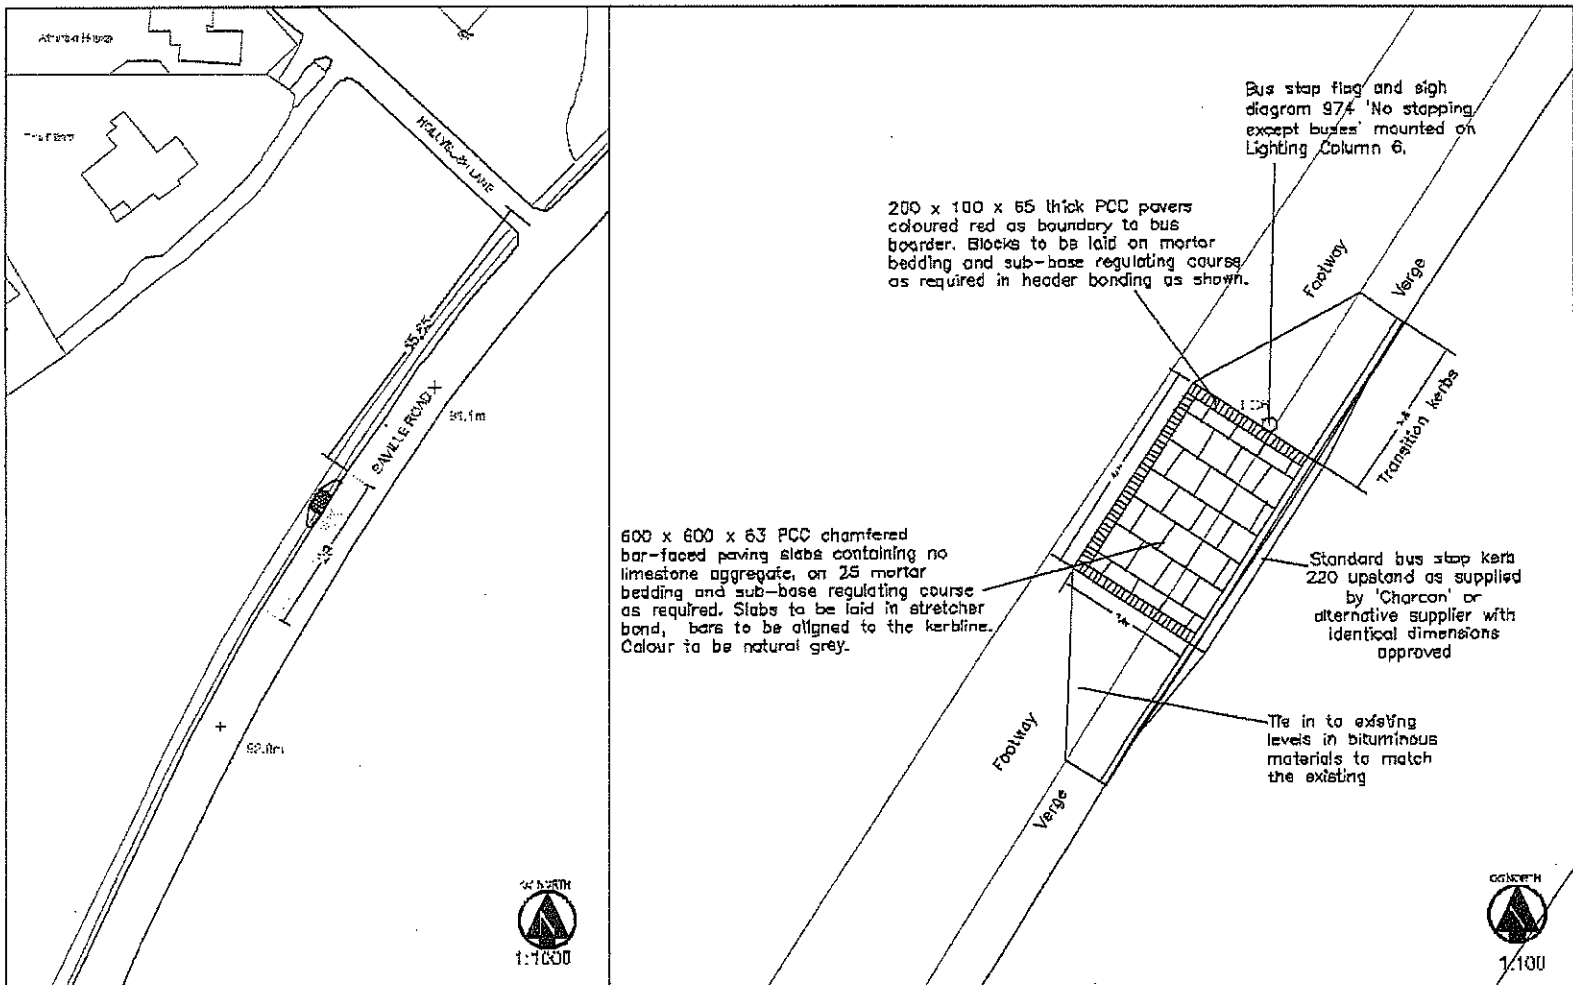 LANE
SAVILLE ROAD
91.1m
92.0m
1:1000
Bus stop flag and sigh
diagram 974 'No stopping
except buses' mounted on
Lighting Column 6.
200 x 100 x 65 thick PCC pavers
coloured red as boundary to bus
boarder. Blocks to be laid on mortar
bedding and sub-base regulating course
as required in header bonding as shown.
Footway
Verge
Transition kerbs
600 x 600 x 63 PCC chamfered
bar-faced paving slabs containing no
limestone aggregate, on 25 mortar
bedding and sub-base regulating course
as required. Slabs to be laid in stretcher
bond, bars to be aligned to the kerbline.
Colour to be natural grey.
Standard bus stop kerb
220 upstand as supplied
by 'Charcon' or
alternative supplier with
identical dimensions
approved
Tie in to existing
levels in bituminous
materials to match
the existing
Footway
Verge
1:100